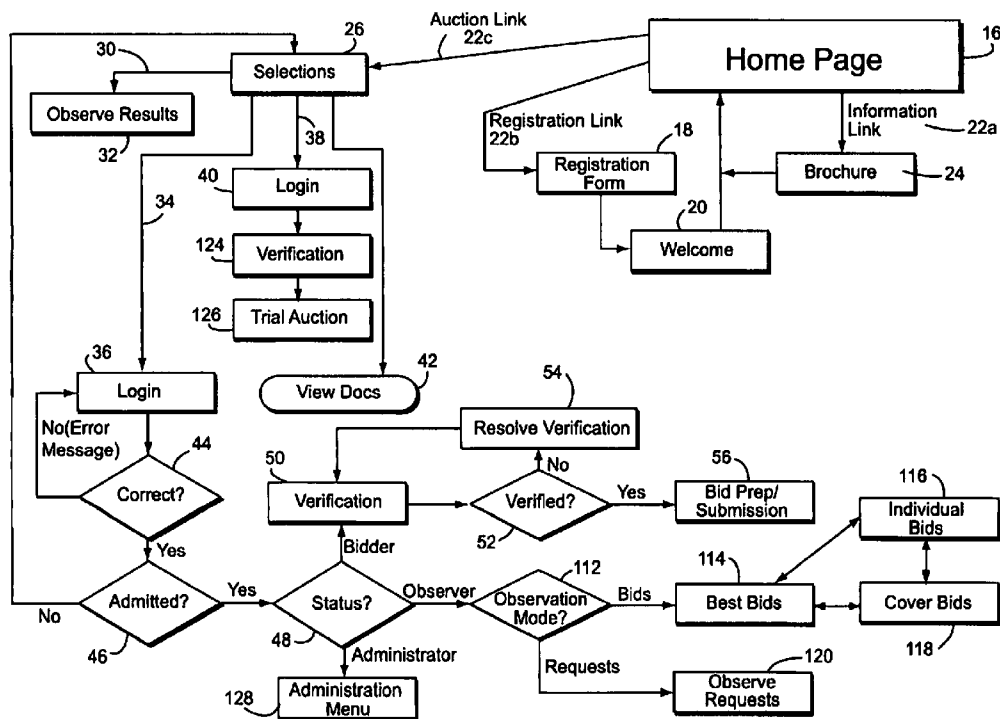 Auction Link
22c
26
16
30
Selections
Home Page
Observe Results
32
38
Registration Link
22b
18
Information
Link
22a
Registration
Form
Brochure
24
40
Login
34
20
Welcome
124
Verification
126
Trial Auction
36
Login
42
View Docs
54
No(Error
Message)
44
Resolve Verification
Correct?
50
Verification
No
Verified?
52
Yes
56
Bid Prep/
Submission
116
Individual
Bids
Yes
Bidder
112
114
No
Admitted?
46
Yes
Status?
48
Observer
Observation
Mode?
Bids
Best Bids
Cover Bids
118
Administrator
Requests
120
128
Administration
Menu
Observe
Requests